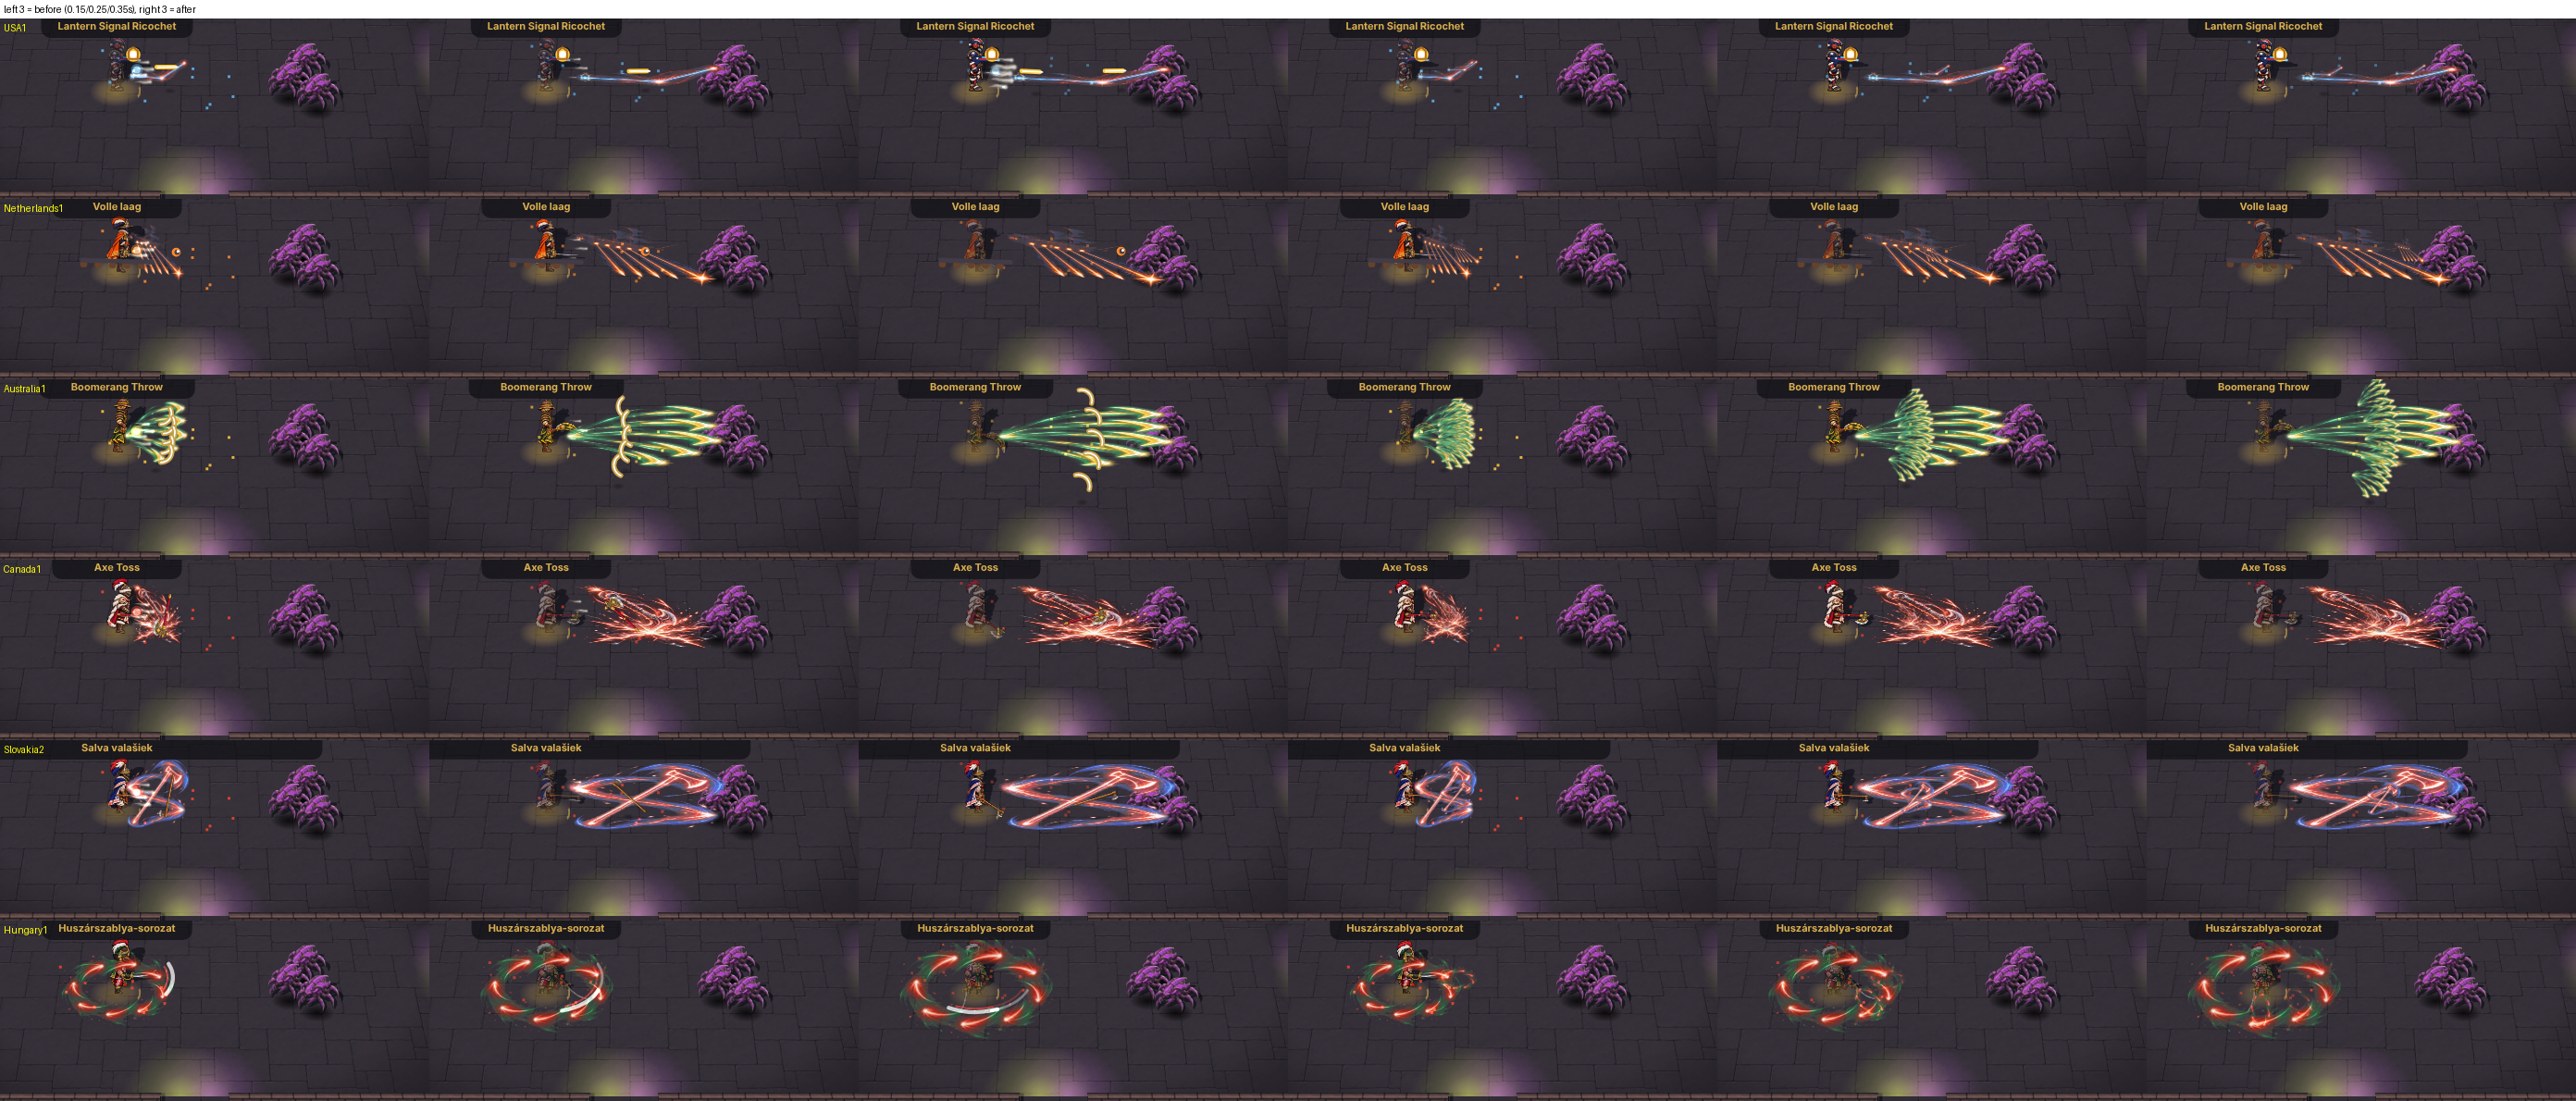 left 3 = before (0.15/0.25/0.35s), right 3 = after
USA1 Lantern Signal Ricochet Lantern Signal Ricochet Lantern Signal Ricochet Lantern Signal Ricochet Lantern Signal Ricochet Lantern Signal Ricochet
Netherlands1 Volle laag Volle laag Volle laag Volle laag Volle laag Volle laag
Australia1 Boomerang Throw Boomerang Throw Boomerang Throw Boomerang Throw Boomerang Throw Boomerang Throw
Canada1 Axe Toss Axe Toss Axe Toss Axe Toss Axe Toss Axe Toss
Slovakia2 Salva valašiek Salva valašiek Salva valašiek Salva valašiek Salva valašiek Salva valašiek
Hungary1 Huszárszablya-sorozat Huszárszablya-sorozat Huszárszablya-sorozat Huszárszablya-sorozat Huszárszablya-sorozat Huszárszablya-sorozat